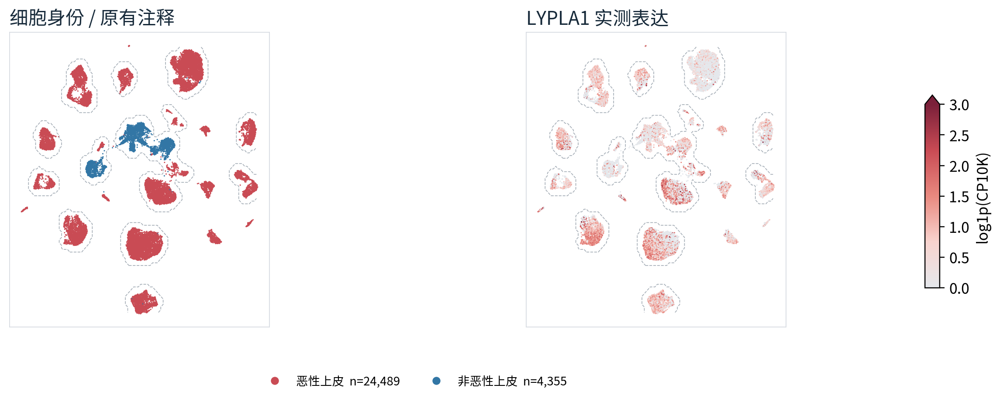 细胞身份 / 原有注释
LYPLA1 实测表达
3.0
2.5
2.0
1.5
1.0
0.5
0.0
log1p(CP10K)
恶性上皮 n=24,489
非恶性上皮 n=4,355